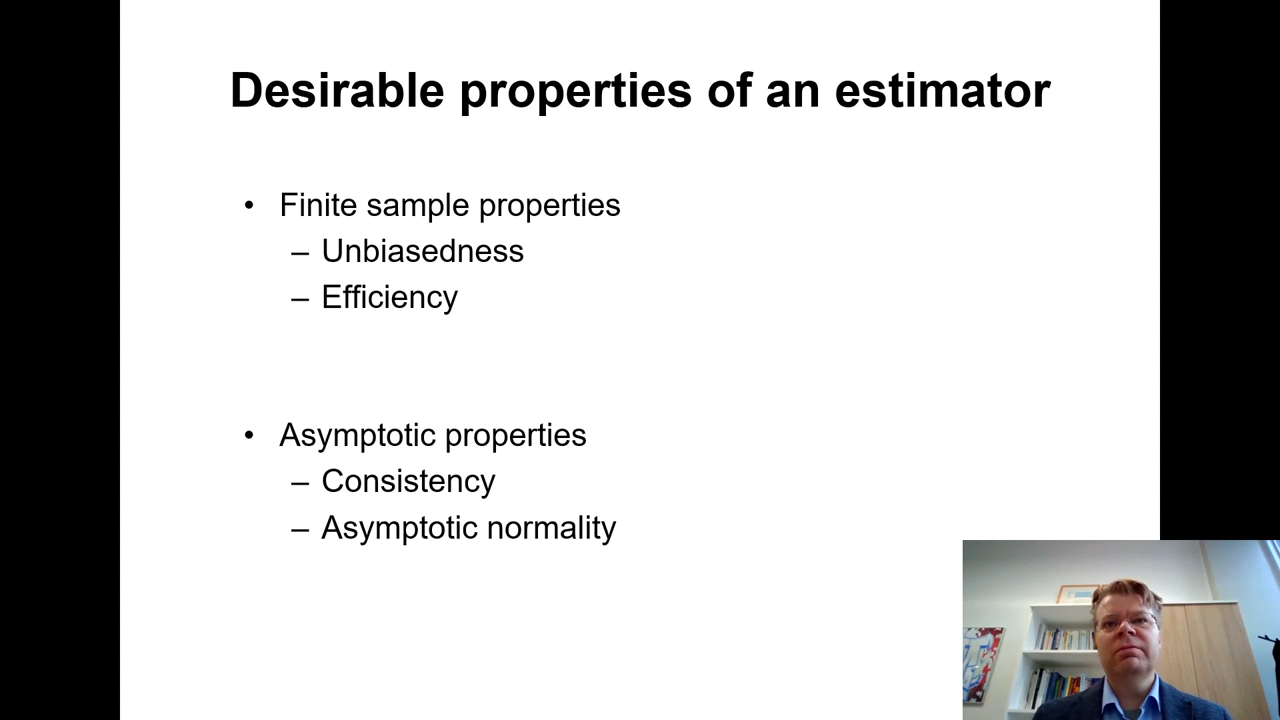 Desirable properties of an estimator
• Finite sample properties
– Unbiasedness
– Efficiency
• Asymptotic properties
– Consistency
– Asymptotic normality